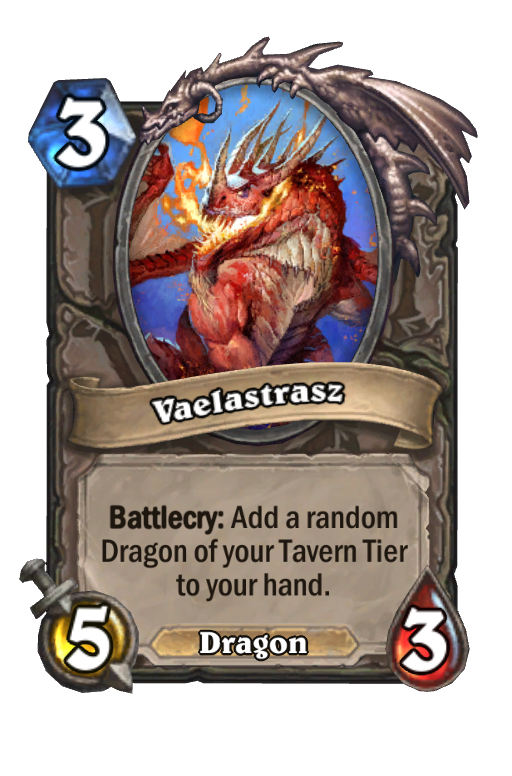 3
Vaelastrasz
Battlecry: Add a random
Dragon of your Tavern Tier
to your hand.
5
Dragon
3